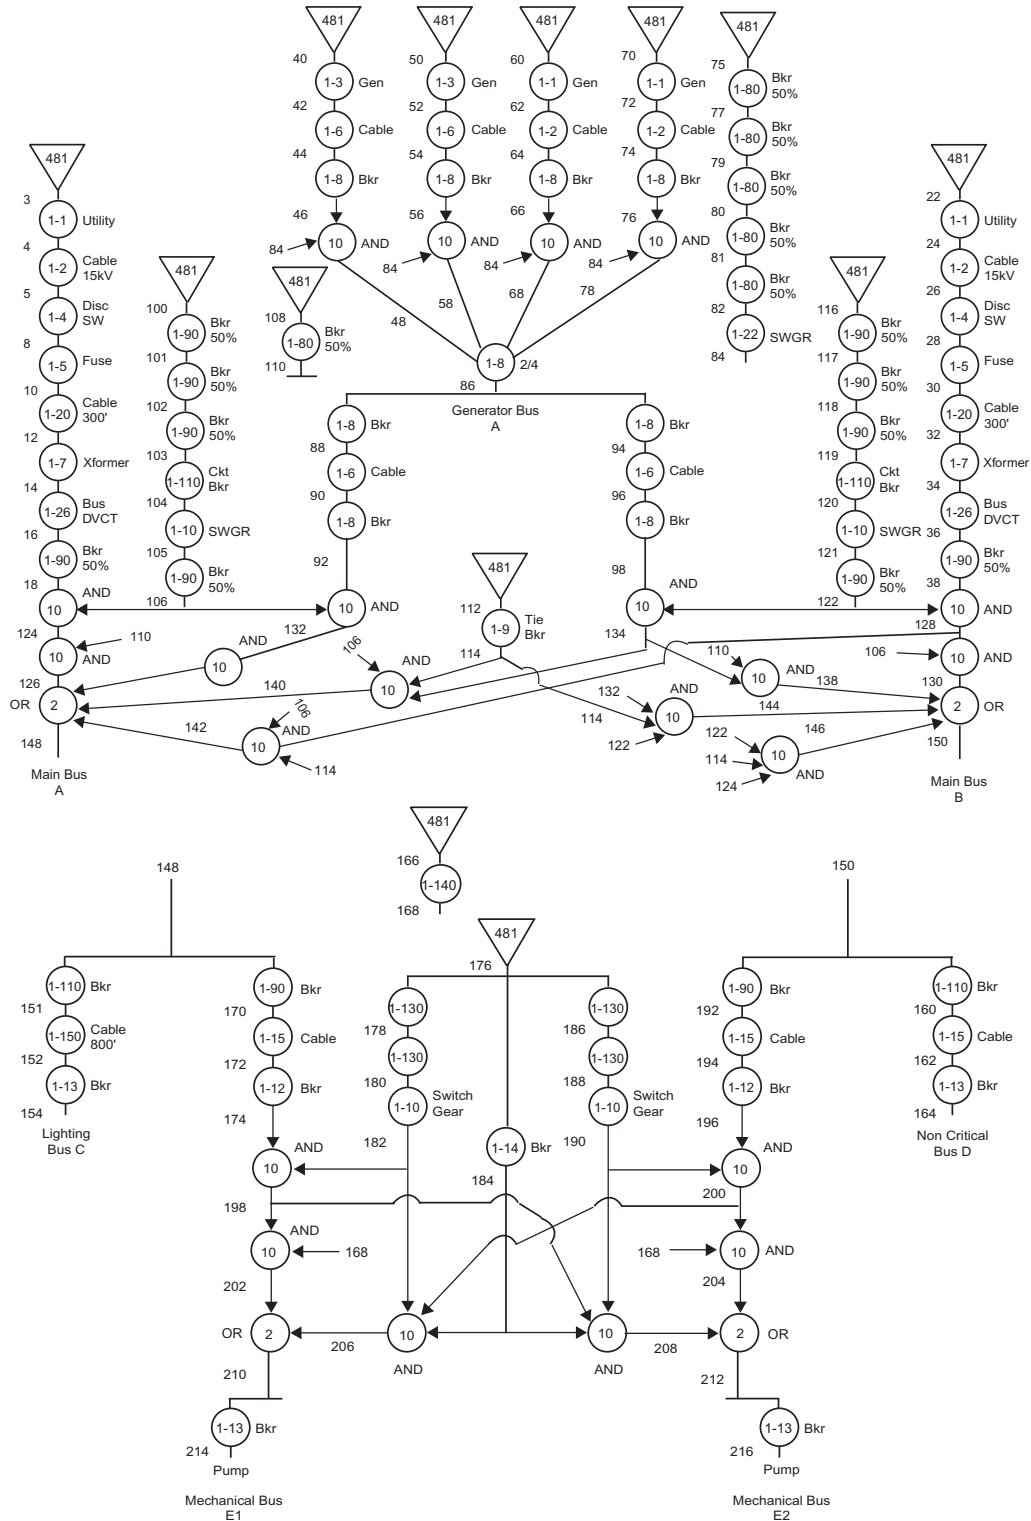 481
481
481
481
481
40
50
60
70
75
1-3 Gen
1-3 Gen
1-1 Gen
1-1 Gen
1-80 Bkr
50%
42
52
62
72
77
1-6 Cable
1-6 Cable
1-2 Cable
1-2 Cable
1-80 Bkr
50%
44
54
64
74
79
1-8 Bkr
1-8 Bkr
1-8 Bkr
1-8 Bkr
1-80 Bkr
50%
46
56
66
76
80
84 10 AND
84 10 AND
84 10 AND
84 10 AND
1-80 Bkr
50%
81
1-80 Bkr
50%
82
1-22 SWGR
84
48
58
68
78
481
108
1-80 Bkr
50%
110
1-8 2/4
86
Generator Bus
A
481
3
1-1 Utility
4
1-2 Cable
15kV
5
1-4 Disc
SW
8
1-5 Fuse
10
1-20 Cable
300'
12
1-7 Xformer
14
1-26 Bus
DVCT
16
1-90 Bkr
50%
18
10 AND
124
10 AND
110
126
OR 2
148
Main Bus
A
481
100
1-90 Bkr
50%
101
1-90 Bkr
50%
102
1-90 Bkr
50%
103
1-110 Ckt
Bkr
104
1-10 SWGR
105
1-90 Bkr
50%
106
1-8 Bkr
88
1-6 Cable
90
1-8 Bkr
92
10 AND
132
AND
10
1-8 Bkr
94
1-6 Cable
96
1-8 Bkr
98
AND
10
134
481
112
1-9 Tie
Bkr
114
106
AND
10
140
106
142
10 AND
114
110
AND
10
138
132
AND
10
114
122
144
146
122
114
124
10
AND
481
116
1-90 Bkr
50%
117
1-90 Bkr
50%
118
1-90 Bkr
50%
119
1-110 Ckt
Bkr
120
1-10 SWGR
121
1-90 Bkr
50%
122
481
22
1-1 Utility
24
1-2 Cable
15kV
26
1-4 Disc
SW
28
1-5 Fuse
30
1-20 Cable
300'
32
1-7 Xformer
34
1-26 Bus
DVCT
36
1-90 Bkr
50%
38
10 AND
128
106
10 AND
130
2 OR
150
Main Bus
B
481
166
1-140
168
148
1-110 Bkr
151
1-150 Cable
800'
152
1-13 Bkr
154
Lighting
Bus C
1-90 Bkr
170
1-15 Cable
172
1-12 Bkr
174
AND
10
198
AND
10
168
202
OR 2
210
1-13 Bkr
214
Pump
Mechanical Bus
E1
481
176
1-130
178
1-130
180
1-10 Switch
Gear
182
1-14 Bkr
184
1-130
186
1-130
188
1-10 Switch
Gear
190
206
10
AND
10
AND
208
150
1-90 Bkr
192
1-15 Cable
194
1-12 Bkr
196
AND
10
200
168
10 AND
204
2 OR
212
1-13 Bkr
216
Pump
Mechanical Bus
E2
1-110 Bkr
160
1-15 Cable
162
1-13 Bkr
164
Non Critical
Bus D